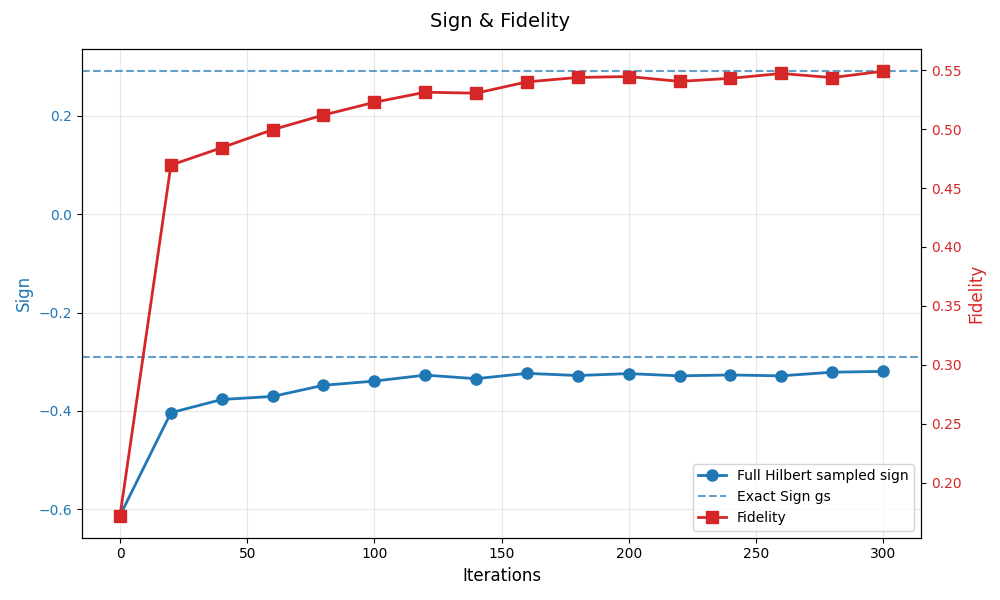 Sign & Fidelity
Sign
0.2
0.0
−0.2
−0.4
−0.6
0.55
0.50
0.45
0.40
0.35
0.30
0.25
0.20
Fidelity
Full Hilbert sampled sign
Exact Sign gs
Fidelity
0 50 100 150 200 250 300
Iterations